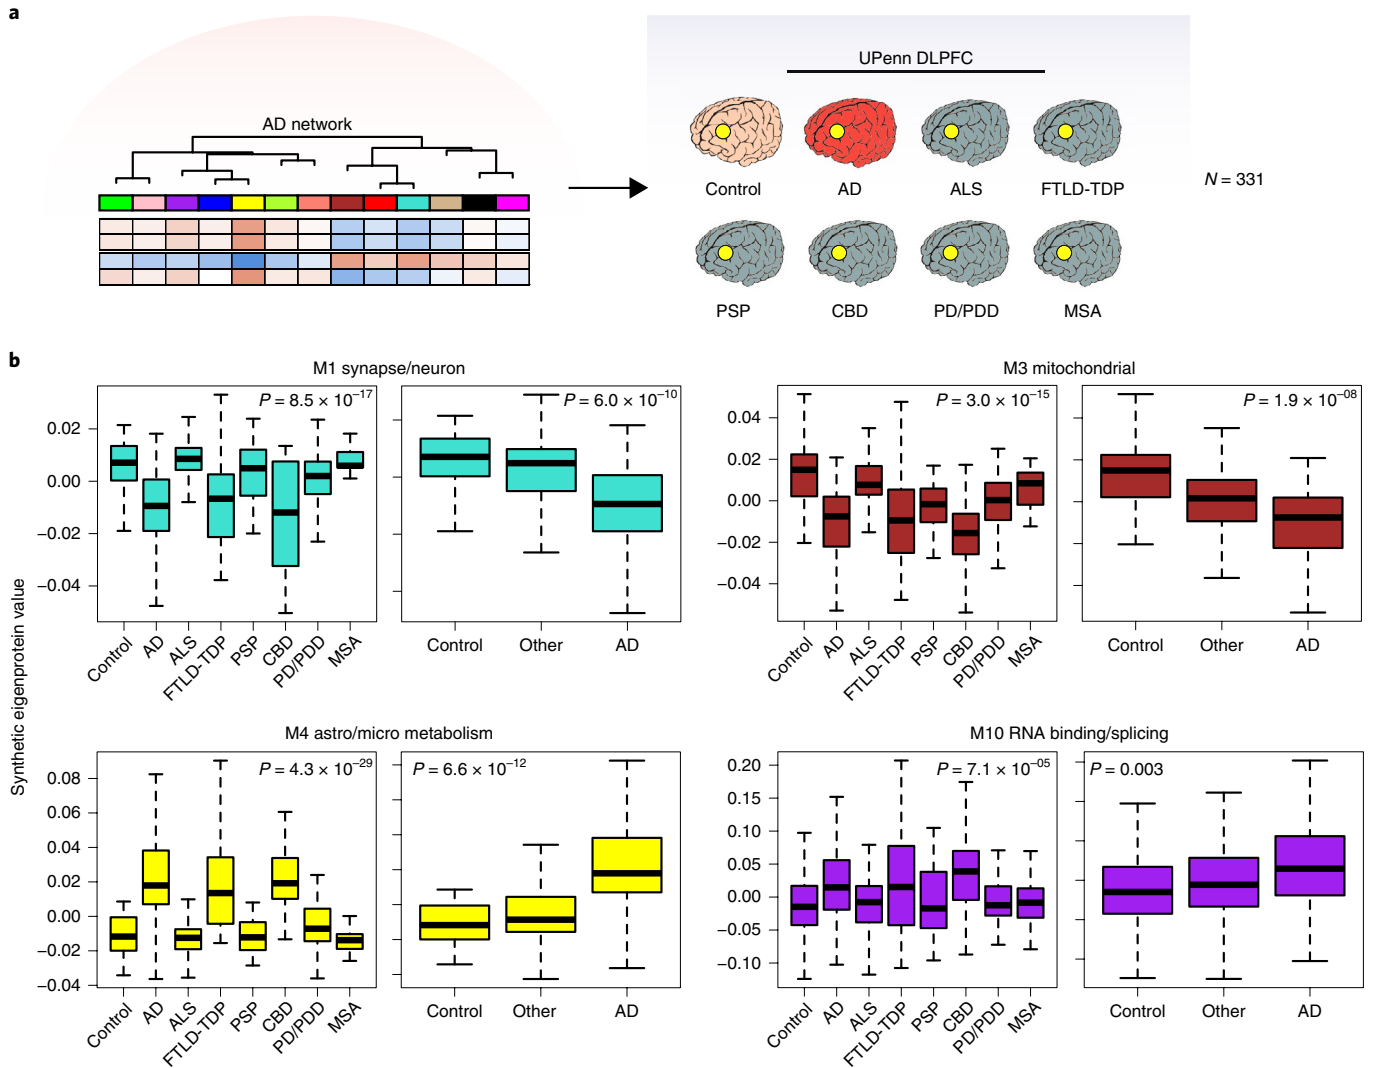 a
AD network
UPenn DLPFC
Control AD ALS FTLD-TDP
N = 331
PSP CBD PD/PDD MSA
b
Synthetic eigenprotein value
M1 synapse/neuron
P = 8.5 × 10⁻¹⁷
P = 6.0 × 10⁻¹⁰
0.02
0.00
−0.02
−0.04
Control AD ALS FTLD-TDP PSP CBD PD/PDD MSA
Control Other AD
M3 mitochondrial
P = 3.0 × 10⁻¹⁵
P = 1.9 × 10⁻⁰⁸
0.04
0.02
0.00
−0.02
−0.04
Control AD ALS FTLD-TDP PSP CBD PD/PDD MSA
Control Other AD
M4 astro/micro metabolism
P = 4.3 × 10⁻²⁹
P = 6.6 × 10⁻¹²
0.08
0.06
0.04
0.02
0.00
−0.02
−0.04
Control AD ALS FTLD-TDP PSP CBD PD/PDD MSA
Control Other AD
M10 RNA binding/splicing
P = 7.1 × 10⁻⁰⁵
P = 0.003
0.20
0.15
0.10
0.05
0.00
−0.05
−0.10
Control AD ALS FTLD-TDP PSP CBD PD/PDD MSA
Control Other AD